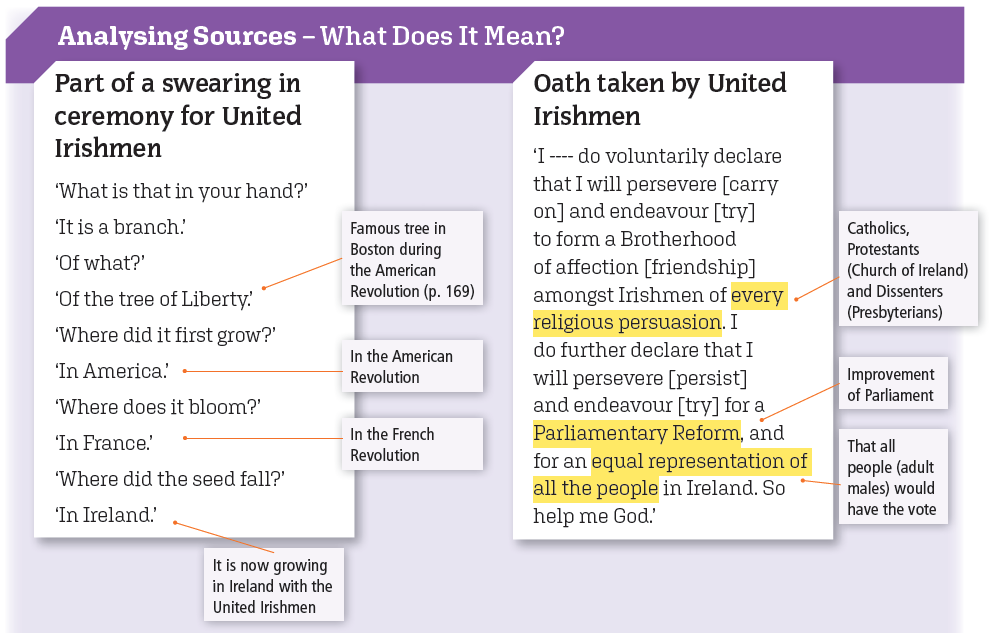 Analysing Sources – What Does It Mean?
Part of a swearing in
ceremony for United
Irishmen
‘What is that in your hand?’
‘It is a branch.’
‘Of what?’
‘Of the tree of Liberty.’
‘Where did it first grow?’
‘In America.’
‘Where does it bloom?’
‘In France.’
‘Where did the seed fall?’
‘In Ireland.’
Famous tree in
Boston during
the American
Revolution (p. 169)
In the American
Revolution
In the French
Revolution
It is now growing
in Ireland with the
United Irishmen
Oath taken by United
Irishmen
‘I ---- do voluntarily declare
that I will persevere [carry
on] and endeavour [try]
to form a Brotherhood
of affection [friendship]
amongst Irishmen of every
religious persuasion. I
do further declare that I
will persevere [persist]
and endeavour [try] for a
Parliamentary Reform, and
for an equal representation of
all the people in Ireland. So
help me God.’
Catholics,
Protestants
(Church of Ireland)
and Dissenters
(Presbyterians)
Improvement
of Parliament
That all
people (adult
males) would
have the vote